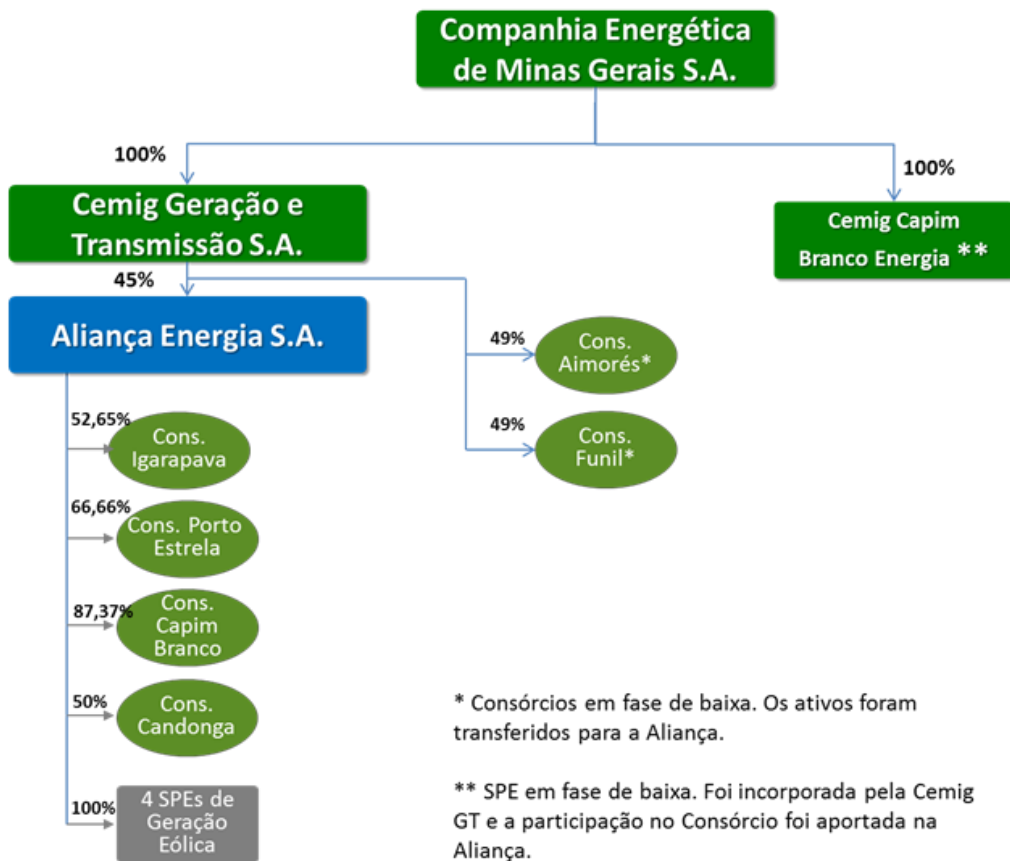 Companhia Energética
de Minas Gerais S.A.
100%
100%
Cemig Geração e
Transmissão S.A.
Cemig Capim
Branco Energia **
45%
Aliança Energia S.A.
49%
Cons.
Aimorés*
49%
Cons.
Funil*
52,65%
Cons.
Igarapava
66,66%
Cons. Porto
Estrela
87,37%
Cons.
Capim
Branco
50%
Cons.
Candonga
100%
4 SPEs de
Geração
Eólica
* Consórcios em fase de baixa. Os ativos foram
transferidos para a Aliança.
** SPE em fase de baixa. Foi incorporada pela Cemig
GT e a participação no Consórcio foi aportada na
Aliança.